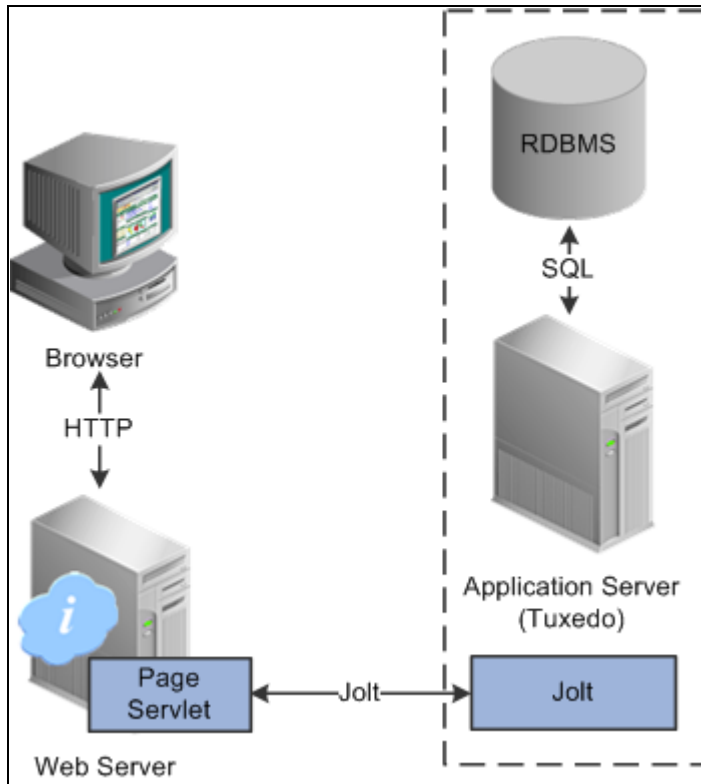 RDBMS
SQL
Browser
HTTP
i
Application Server
(Tuxedo)
Page
Servlet
Jolt
Jolt
Web Server